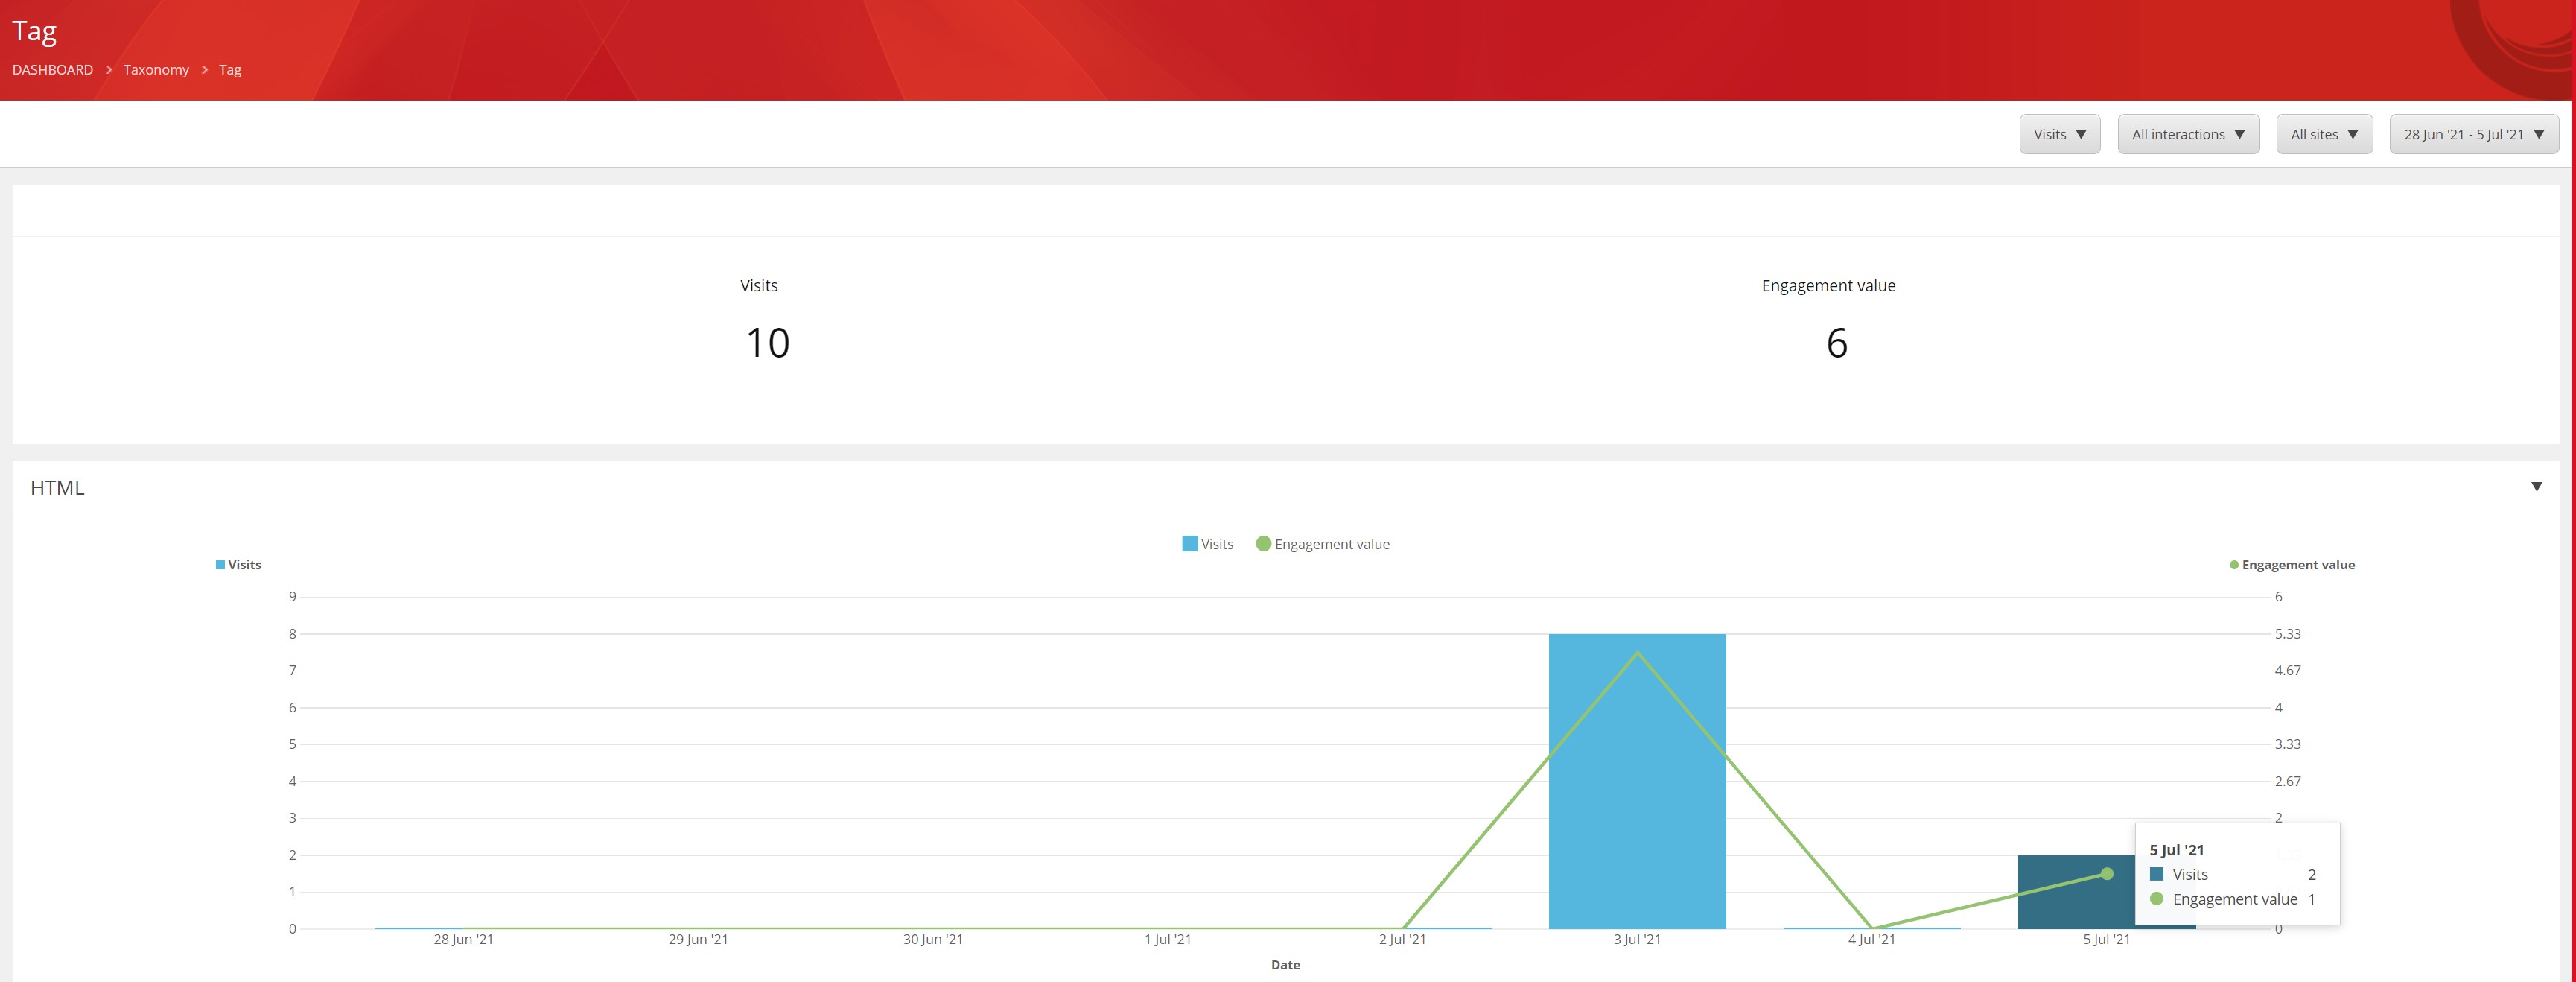 Tag
DASHBOARD > Taxonomy > Tag
Visits ▼ All interactions ▼ All sites ▼ 28 Jun '21 - 5 Jul '21 ▼
Visits Engagement value
10 6
HTML
Visits Engagement value
Visits Engagement value
9 6
8 5.33
7 4.67
6 4
5 3.33
4 2.67
3 2
2
1
0 0
5 Jul '21
Visits 2
Engagement value 1
28 Jun '21 29 Jun '21 30 Jun '21 1 Jul '21 2 Jul '21 3 Jul '21 4 Jul '21 5 Jul '21
Date